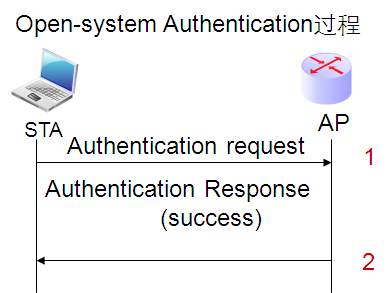 Open-system Authentication过程
STA
AP
Authentication request
1
Authentication Response
(success)
2